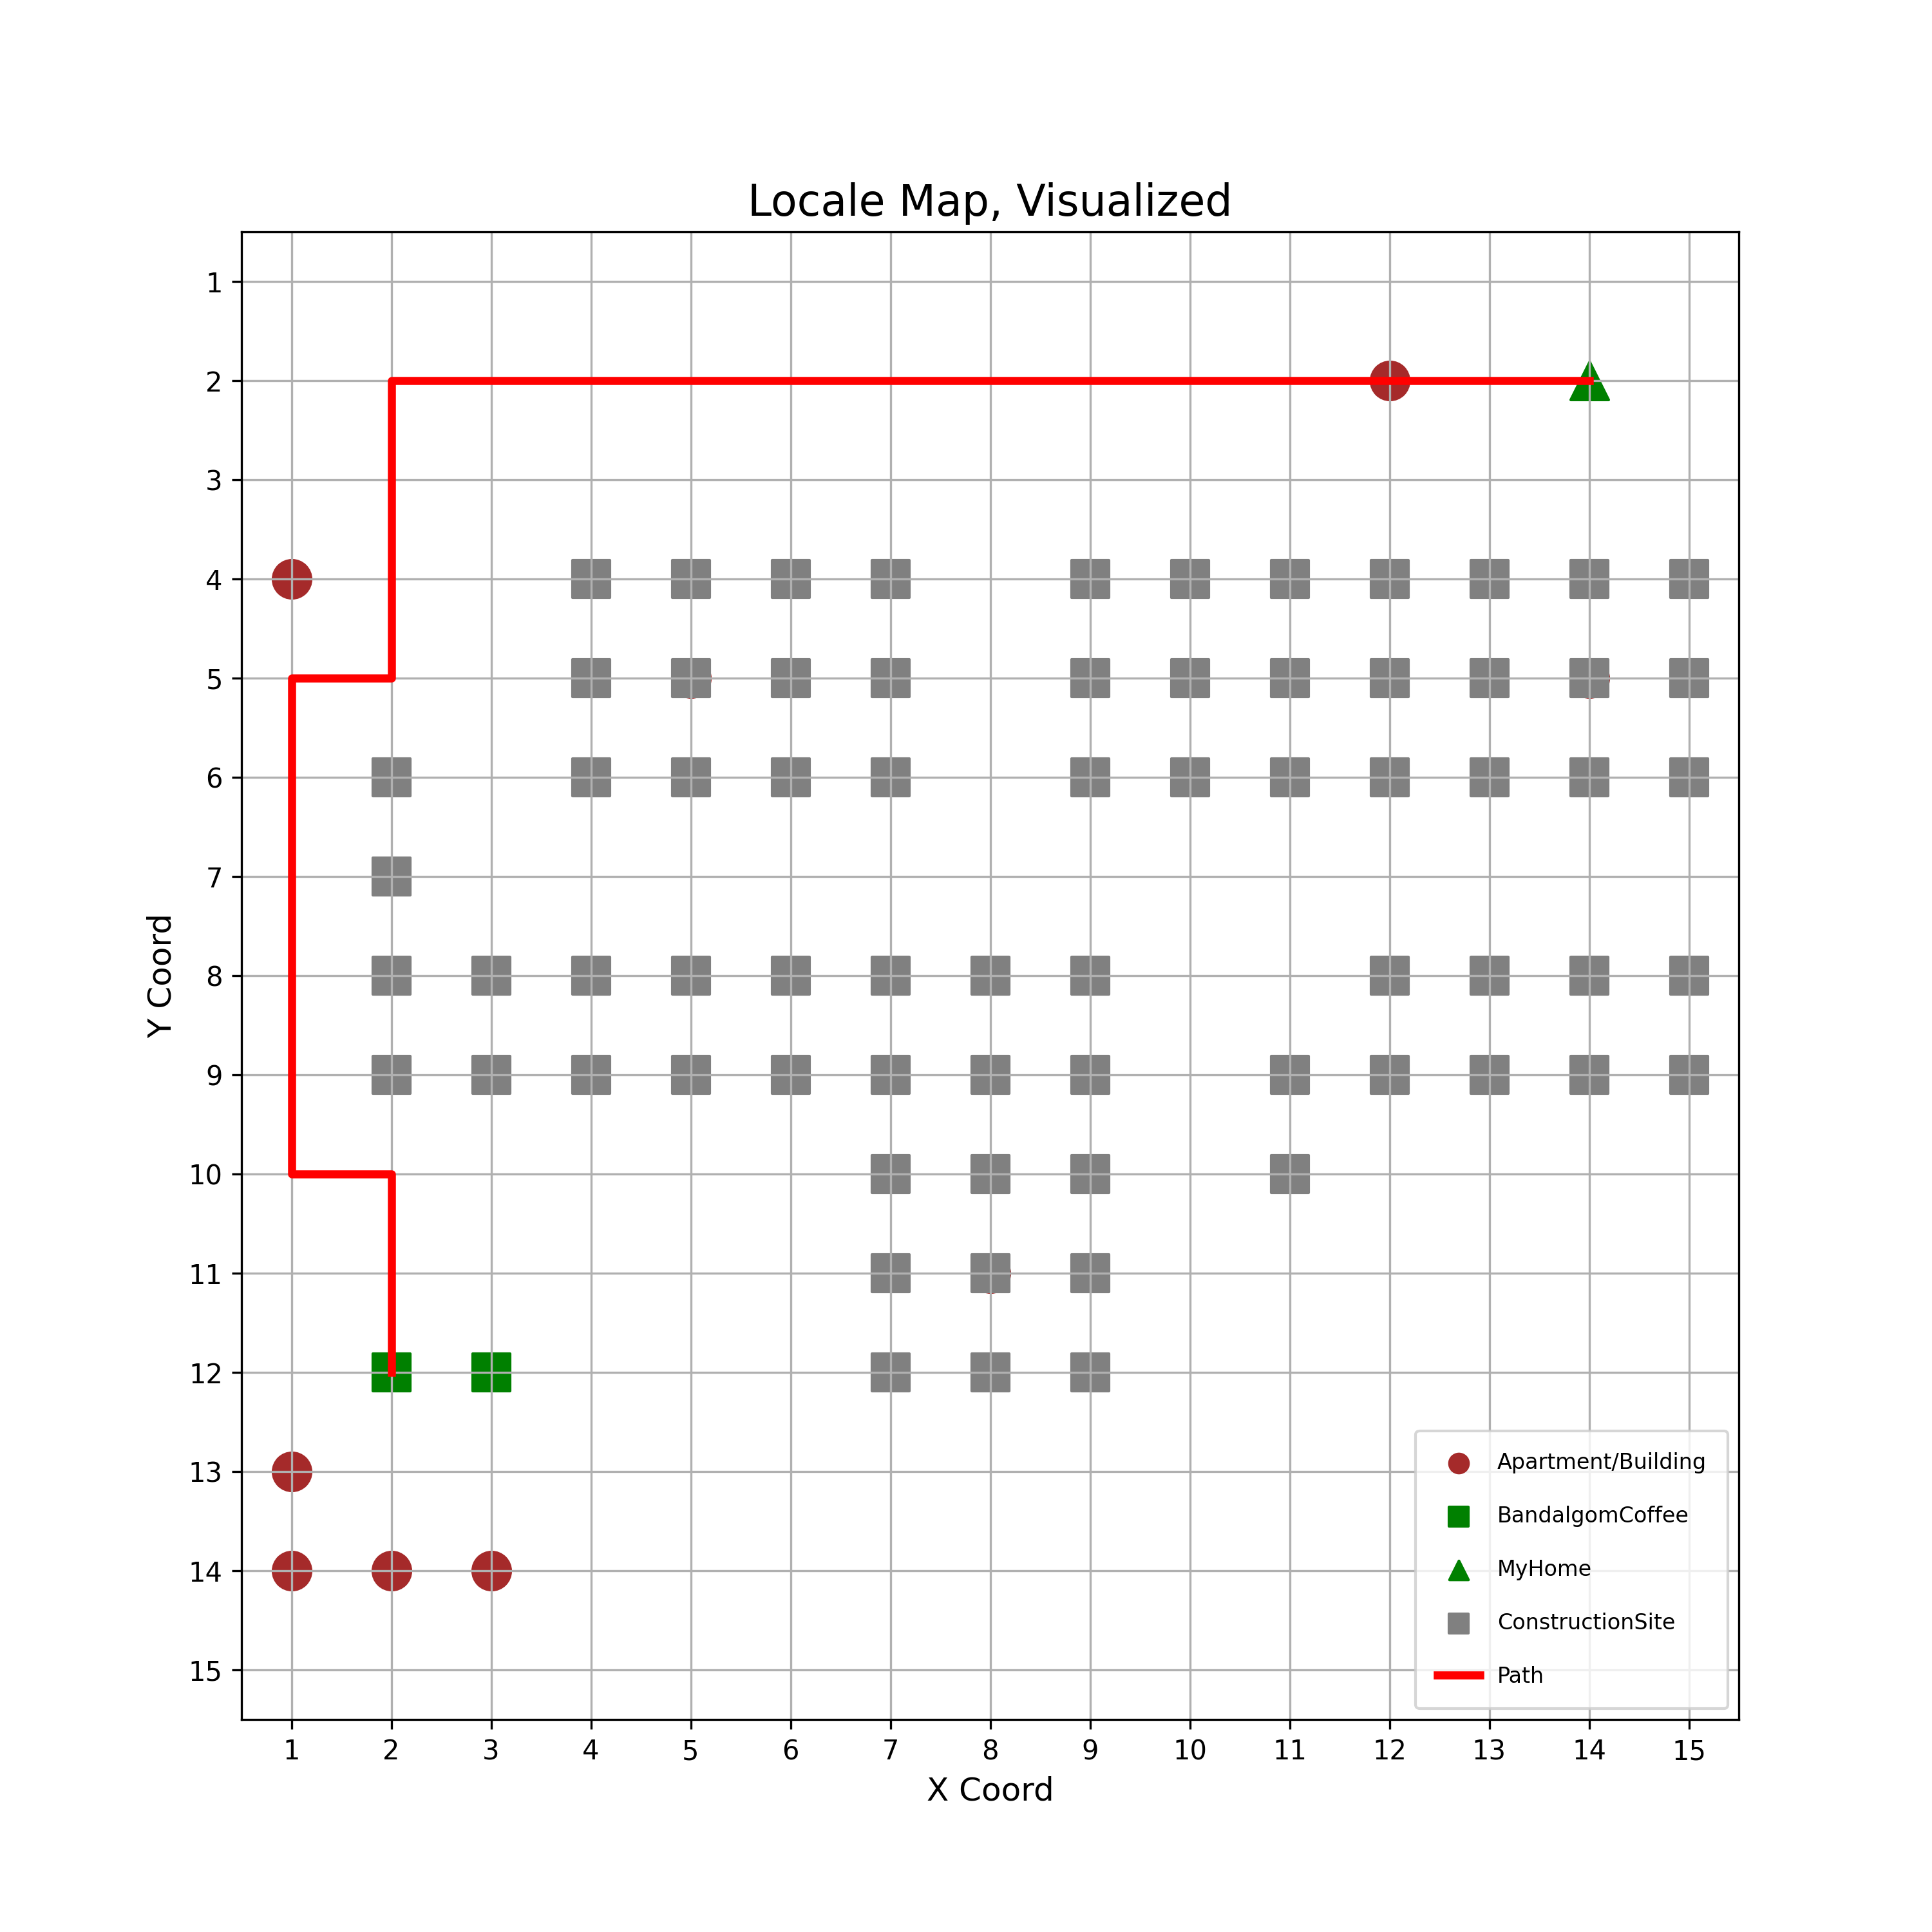 Locale Map, Visualized
1
2
3
4
5
6
7
8
9
10
11
12
13
14
15
Y Coord
Apartment/Building
BandalgomCoffee
MyHome
ConstructionSite
Path
1 2 3 4 5 6 7 8 9 10 11 12 13 14 15
X Coord